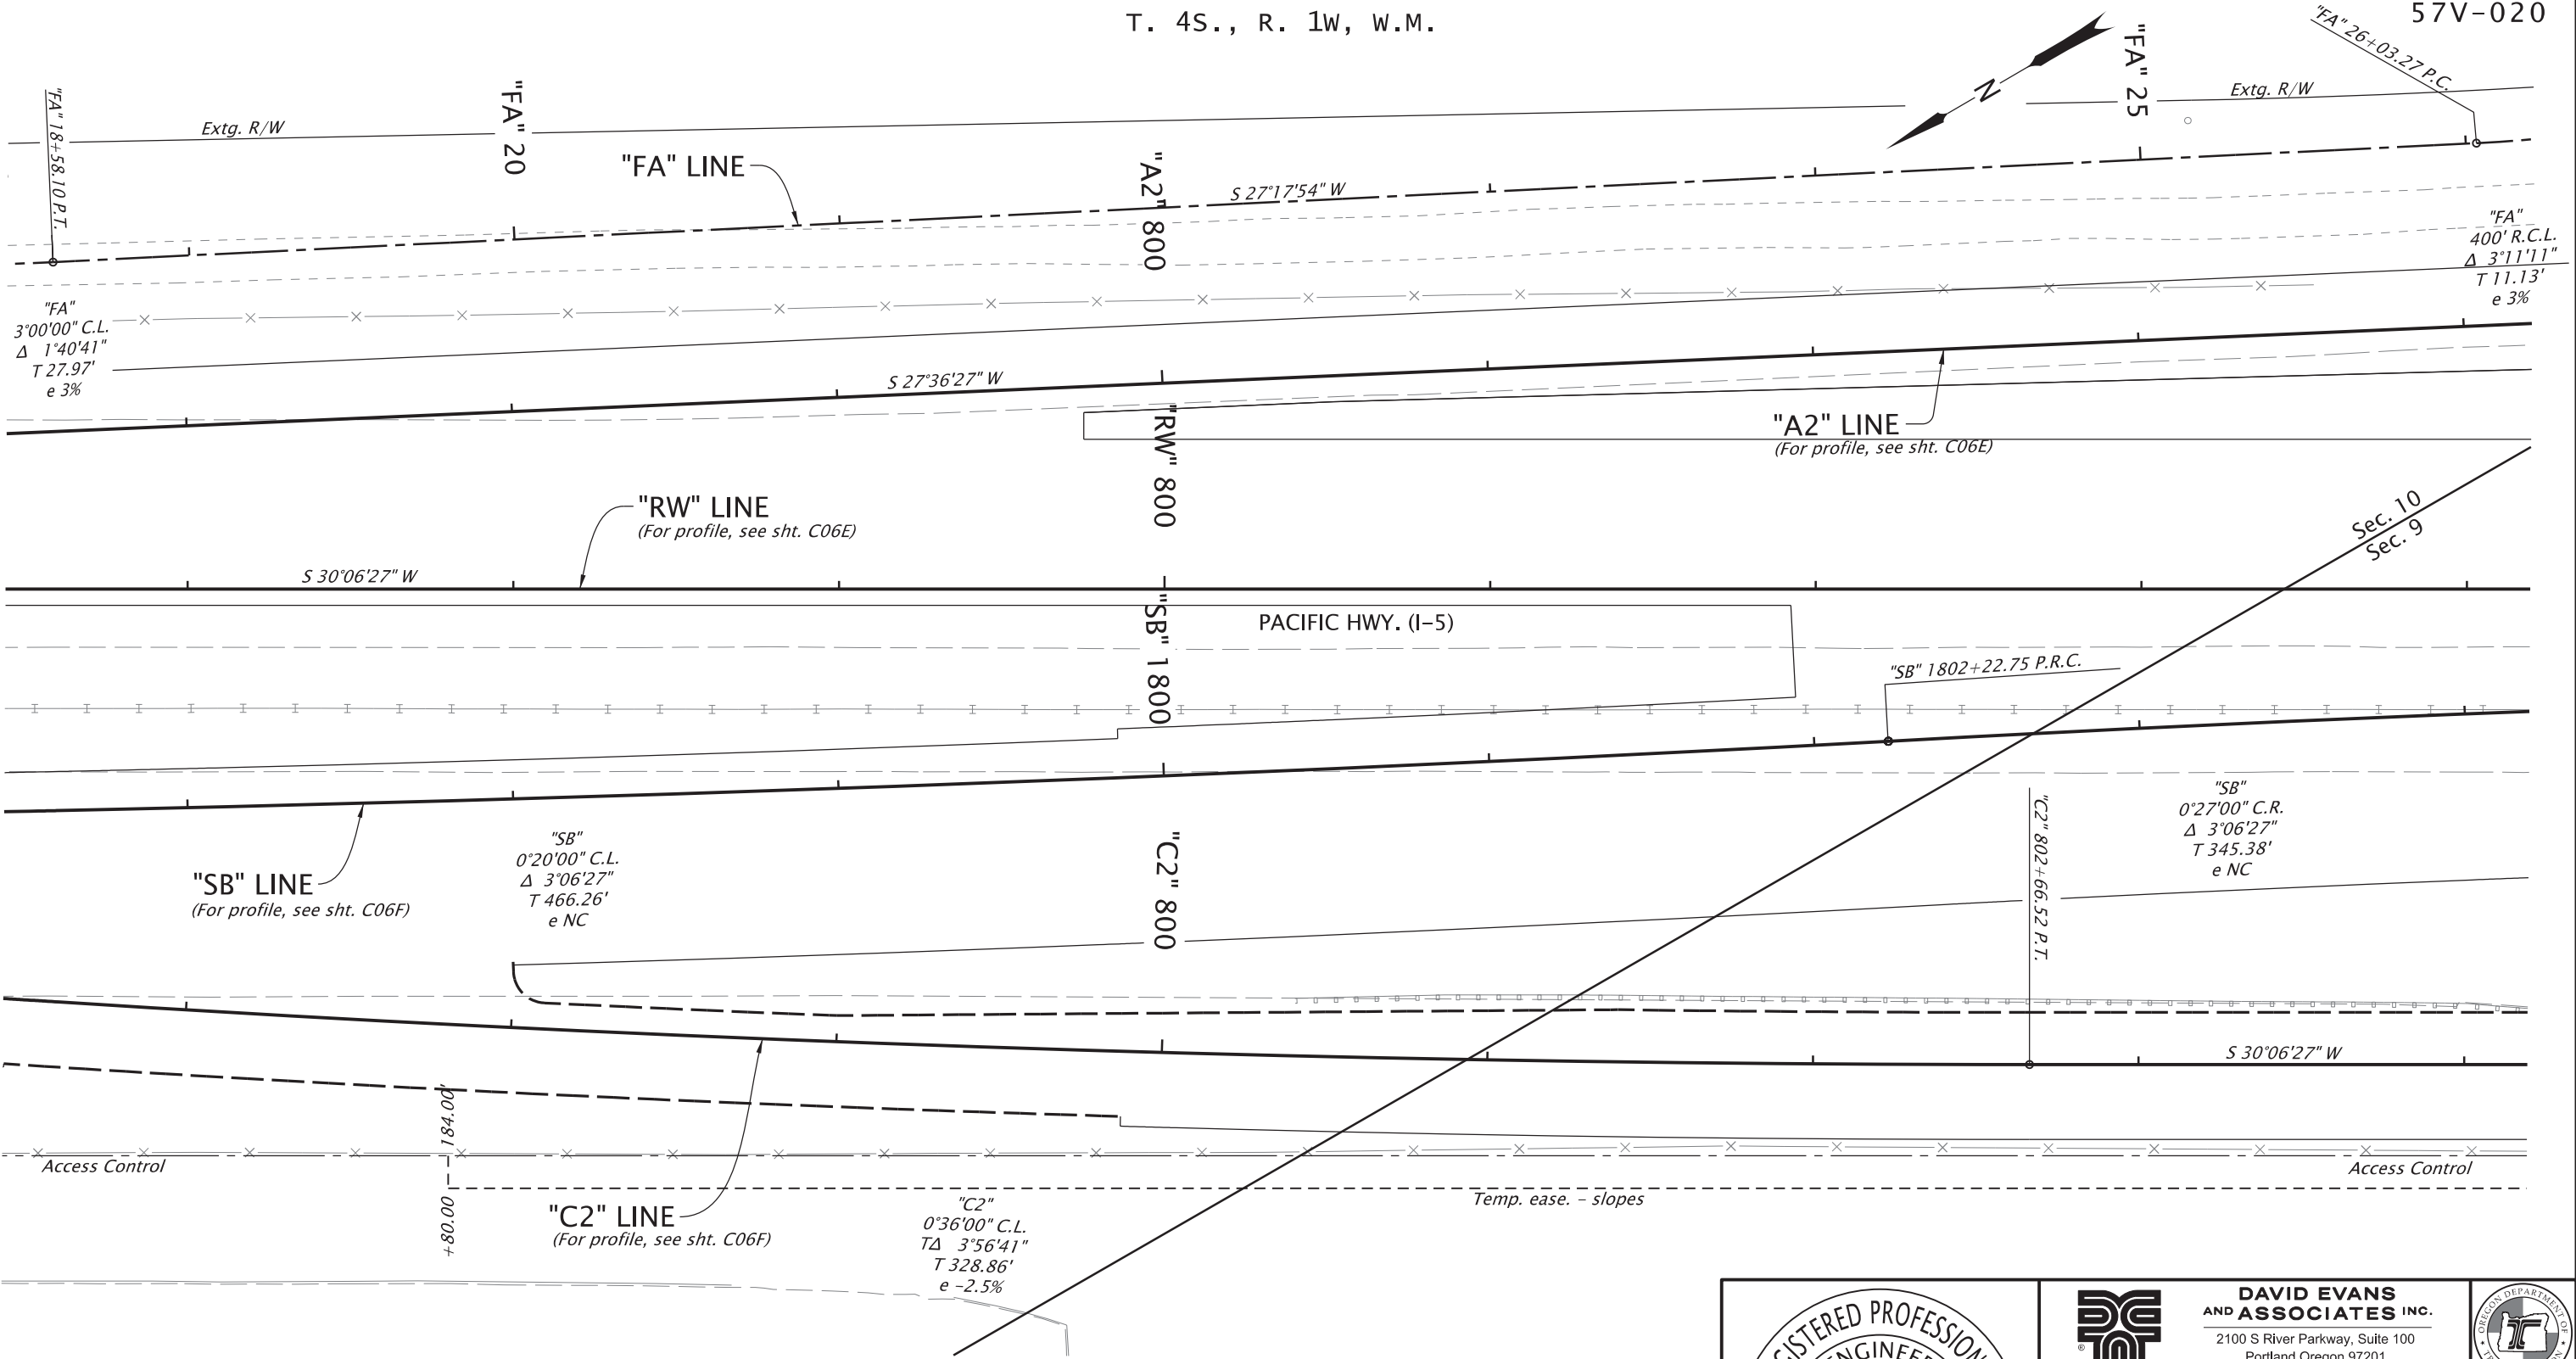 T. 4S., R. 1W, W.M.
57V-020
"FA" 18+58.10 P.T.
Extg. R/W
"FA" 20
"FA" LINE
"A2" 800
S 27°17'54" W
N
"FA" 25
Extg. R/W
"FA" 26+03.27 P.C.
"FA"
400' R.C.L.
Δ 3°11'11"
T 11.13'
e 3%
"FA"
3°00'00" C.L.
Δ 1°40'41"
T 27.97'
e 3%
S 27°36'27" W
"RW" 800
"A2" LINE
(For profile, see sht. C06E)
"RW" LINE
(For profile, see sht. C06E)
Sec. 10
Sec. 9
S 30°06'27" W
"SB" 1800
PACIFIC HWY. (I-5)
"SB" 1802+22.75 P.R.C.
"SB" LINE
(For profile, see sht. C06F)
"SB"
0°20'00" C.L.
Δ 3°06'27"
T 466.26'
e NC
"C2" 800
"C2" 802+66.52 P.T.
"SB"
0°27'00" C.R.
Δ 3°06'27"
T 345.38'
e NC
S 30°06'27" W
184.00'
Access Control
Access Control
+80.00
"C2" LINE
(For profile, see sht. C06F)
"C2"
0°36'00" C.L.
TΔ 3°56'41"
T 328.86'
e -2.5%
Temp. ease. - slopes
DAVID EVANS
AND ASSOCIATES INC.
2100 S River Parkway, Suite 100
Portland Oregon 97201
OREGON DEPARTMENT OF